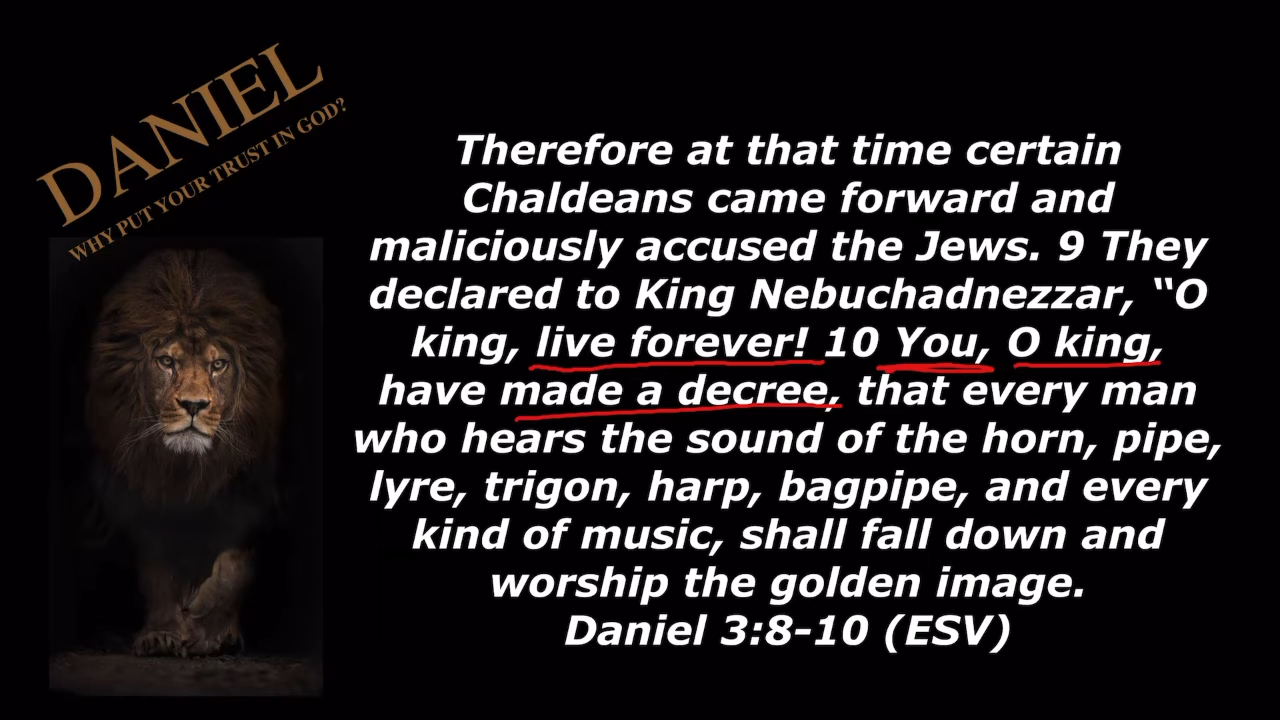 DANIEL
WHY PUT YOUR TRUST IN GOD?
Therefore at that time certain
Chaldeans came forward and
maliciously accused the Jews. 9 They
declared to King Nebuchadnezzar, “O
king, live forever! 10 You, O king,
have made a decree, that every man
who hears the sound of the horn, pipe,
lyre, trigon, harp, bagpipe, and every
kind of music, shall fall down and
worship the golden image.
Daniel 3:8-10 (ESV)